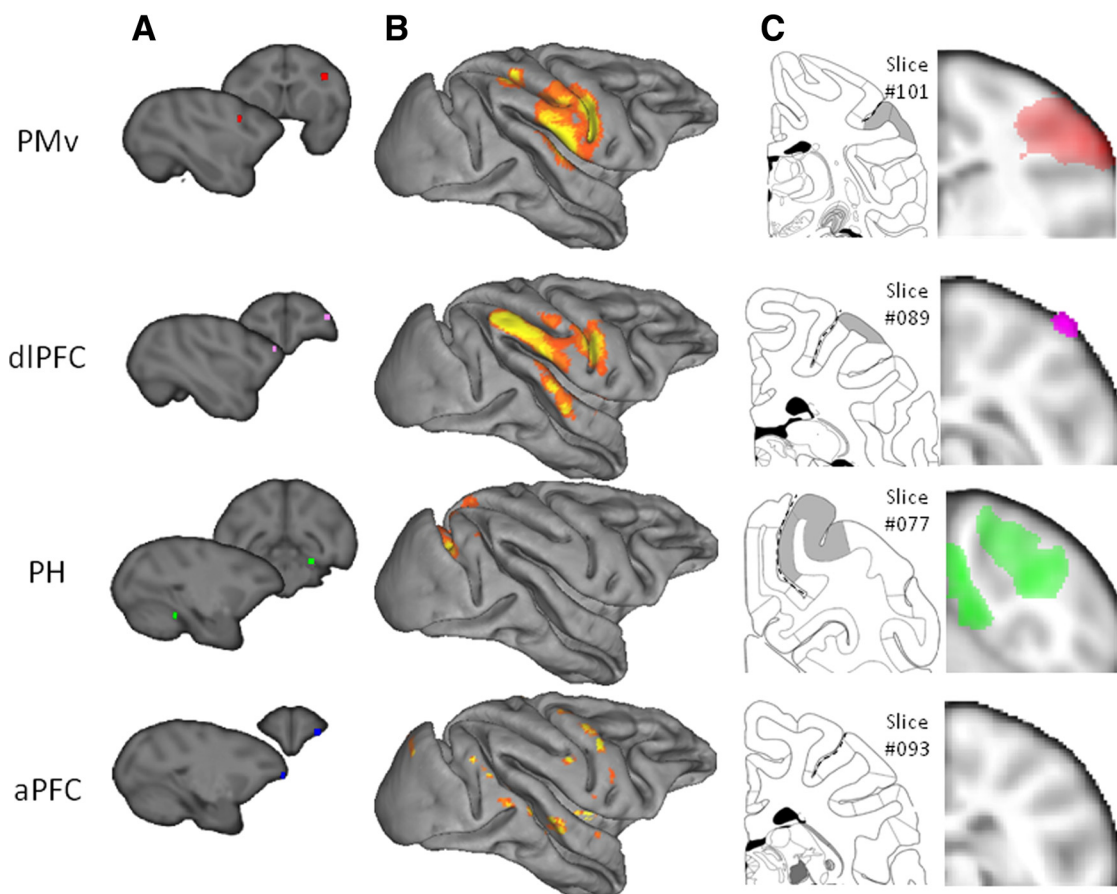 A B C
PMv
Slice
#101
dlPFC
Slice
#089
PH
Slice
#077
aPFC
Slice
#093